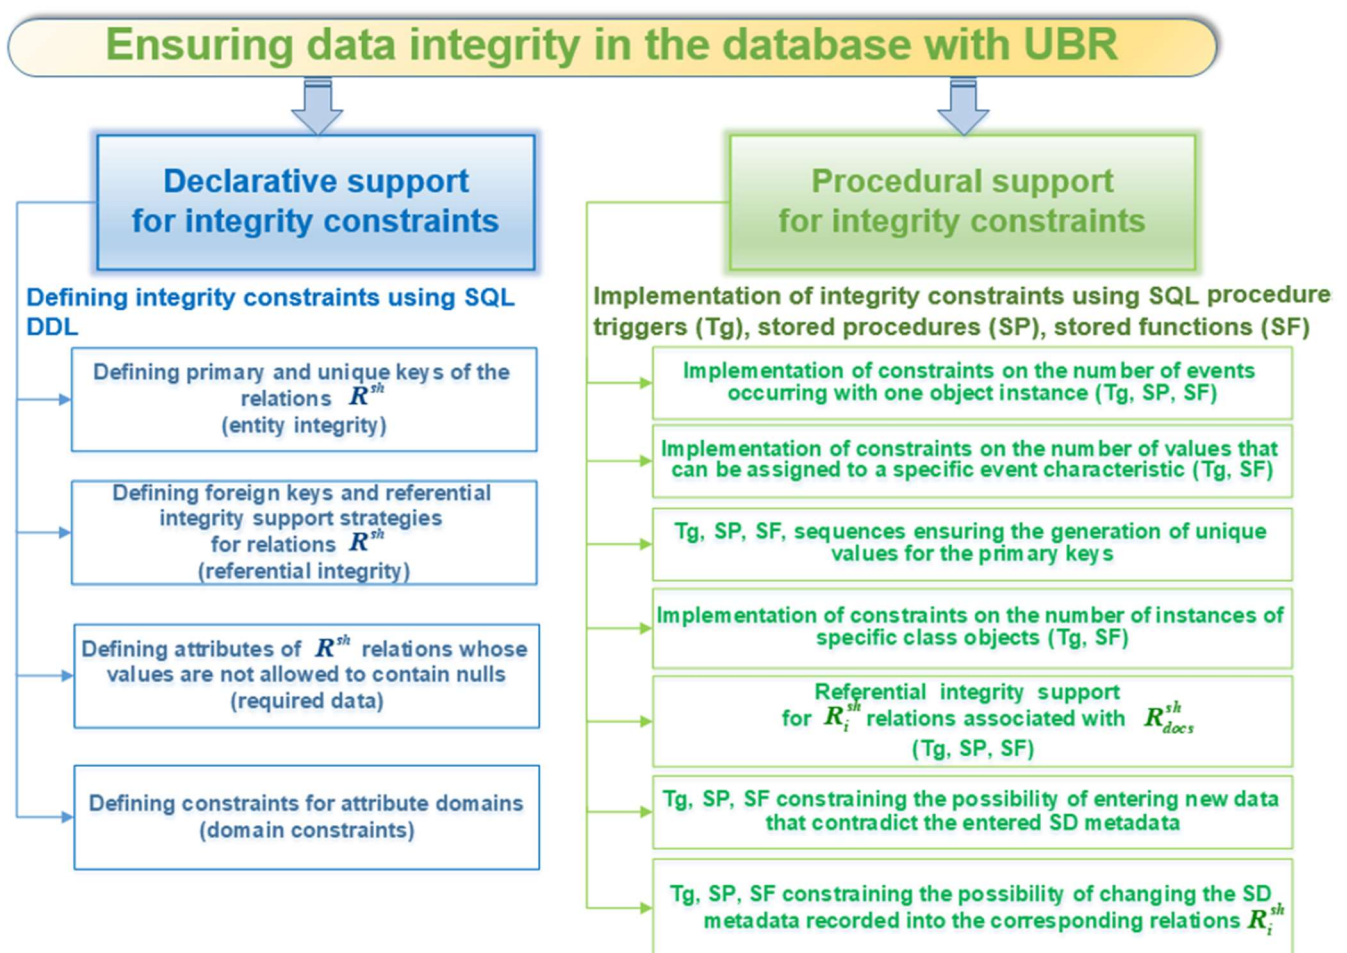 Ensuring data integrity in the database with UBR
Declarative support
for integrity constraints
Defining integrity constraints using SQL
DDL
Defining primary and unique keys of the
relations R^sh
(entity integrity)
Defining foreign keys and referential
integrity support strategies
for relations R^sh
(referential integrity)
Defining attributes of R^sh relations whose
values are not allowed to contain nulls
(required data)
Defining constraints for attribute domains
(domain constraints)
Procedural support
for integrity constraints
Implementation of integrity constraints using SQL procedure
triggers (Tg), stored procedures (SP), stored functions (SF)
Implementation of constraints on the number of events
occurring with one object instance (Tg, SP, SF)
Implementation of constraints on the number of values that
can be assigned to a specific event characteristic (Tg, SF)
Tg, SP, SF, sequences ensuring the generation of unique
values for the primary keys
Implementation of constraints on the number of instances of
specific class objects (Tg, SF)
Referential integrity support
for R_i^sh relations associated with R_docs^sh
(Tg, SP, SF)
Tg, SP, SF constraining the possibility of entering new data
that contradict the entered SD metadata
Tg, SP, SF constraining the possibility of changing the SD
metadata recorded into the corresponding relations R_i^sh